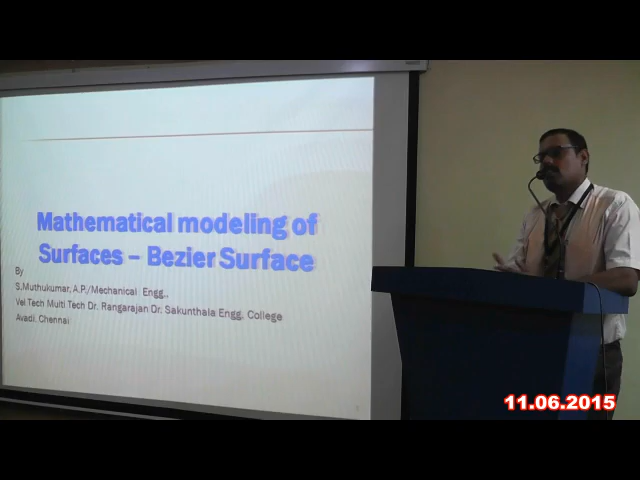 Mathematical modeling of
Surfaces – Bezier Surface
By
S.Muthukumar, A.P./Mechanical Engg.,
Vel Tech Multi Tech Dr. Rangarajan Dr. Sakunthala Engg. College
Avadi, Chennai
11.06.2015